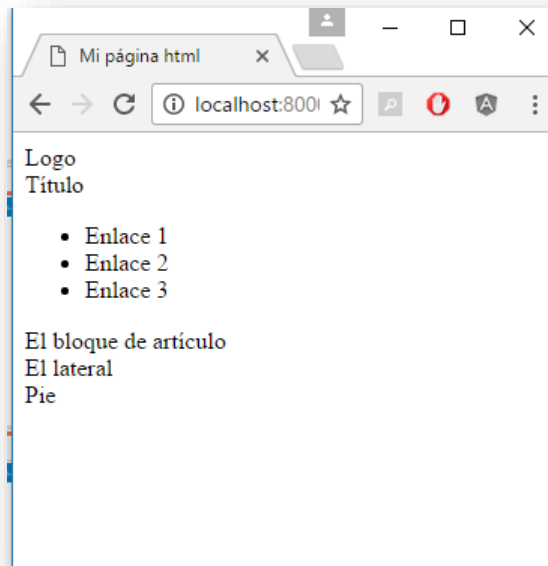 Mi página html
localhost:800
Logo
Título
Enlace 1
Enlace 2
Enlace 3
El bloque de artículo
El lateral
Pie